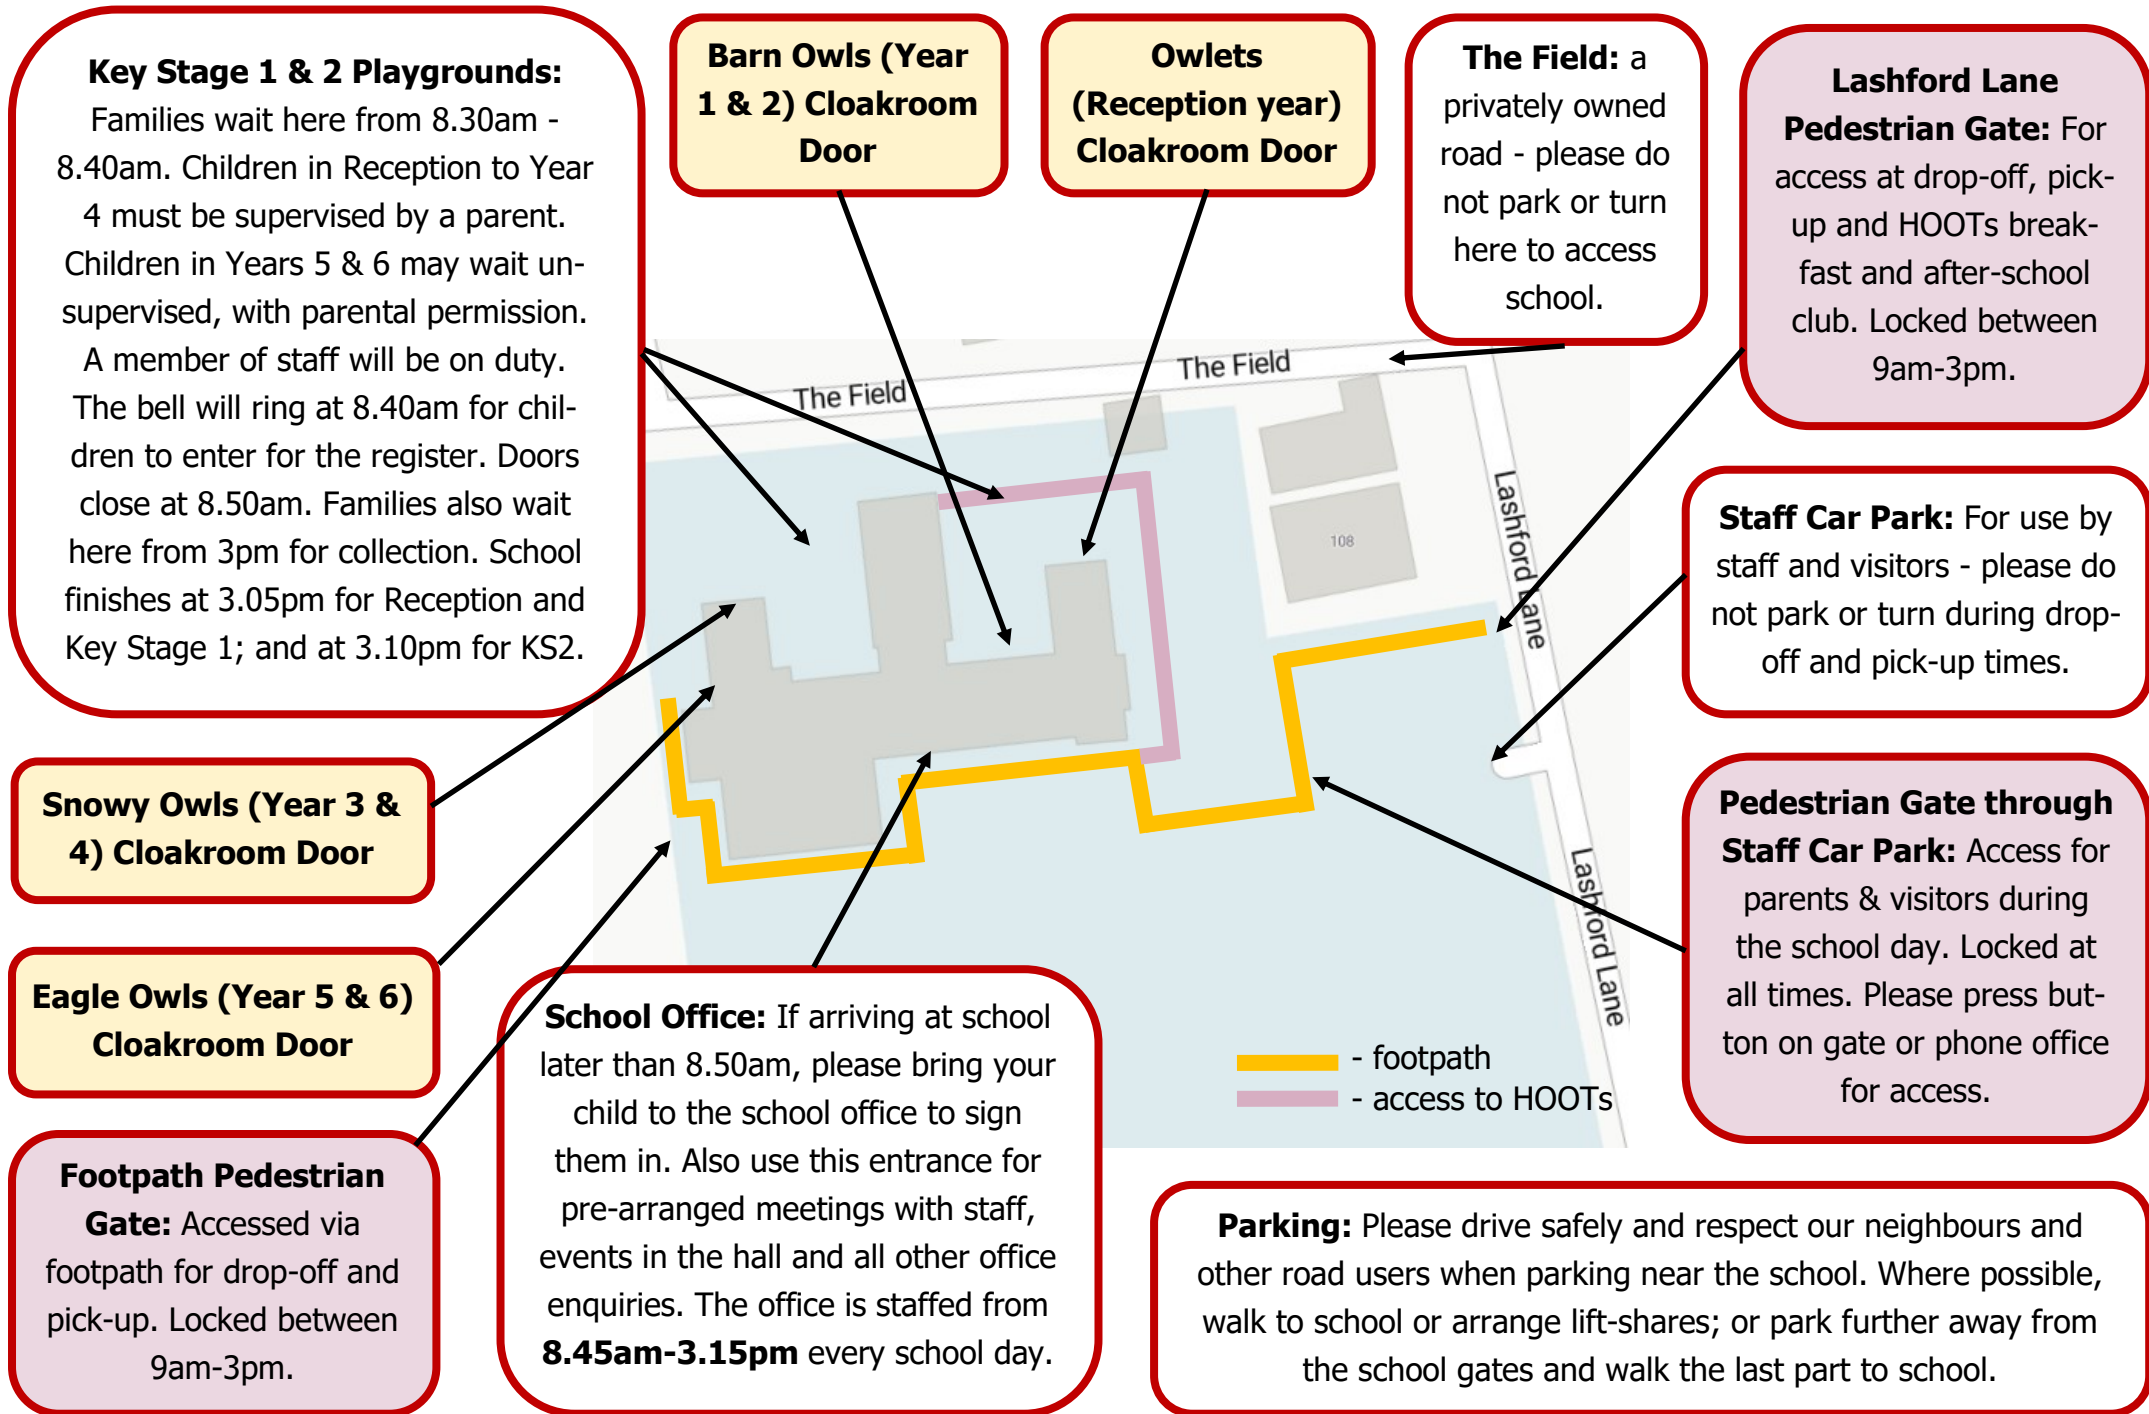 Key Stage 1 & 2 Playgrounds:
Families wait here from 8.30am -
8.40am. Children in Reception to Year
4 must be supervised by a parent.
Children in Years 5 & 6 may wait un-
supervised, with parental permission.
A member of staff will be on duty.
The bell will ring at 8.40am for chil-
dren to enter for the register. Doors
close at 8.50am. Families also wait
here from 3pm for collection. School
finishes at 3.05pm for Reception and
Key Stage 1; and at 3.10pm for KS2.
Barn Owls (Year
1 & 2) Cloakroom
Door
Owlets
(Reception year)
Cloakroom Door
The Field: a
privately owned
road - please do
not park or turn
here to access
school.
Lashford Lane
Pedestrian Gate: For
access at drop-off, pick-
up and HOOTs break-
fast and after-school
club. Locked between
9am-3pm.
The Field
The Field
108
Lashford Lane
Lashford Lane
Staff Car Park: For use by
staff and visitors - please do
not park or turn during drop-
off and pick-up times.
Snowy Owls (Year 3 &
4) Cloakroom Door
Eagle Owls (Year 5 & 6)
Cloakroom Door
Pedestrian Gate through
Staff Car Park: Access for
parents & visitors during
the school day. Locked at
all times. Please press but-
ton on gate or phone office
for access.
Footpath Pedestrian
Gate: Accessed via
footpath for drop-off and
pick-up. Locked between
9am-3pm.
School Office: If arriving at school
later than 8.50am, please bring your
child to the school office to sign
them in. Also use this entrance for
pre-arranged meetings with staff,
events in the hall and all other office
enquiries. The office is staffed from
8.45am-3.15pm every school day.
- footpath
- access to HOOTs
Parking: Please drive safely and respect our neighbours and
other road users when parking near the school. Where possible,
walk to school or arrange lift-shares; or park further away from
the school gates and walk the last part to school.